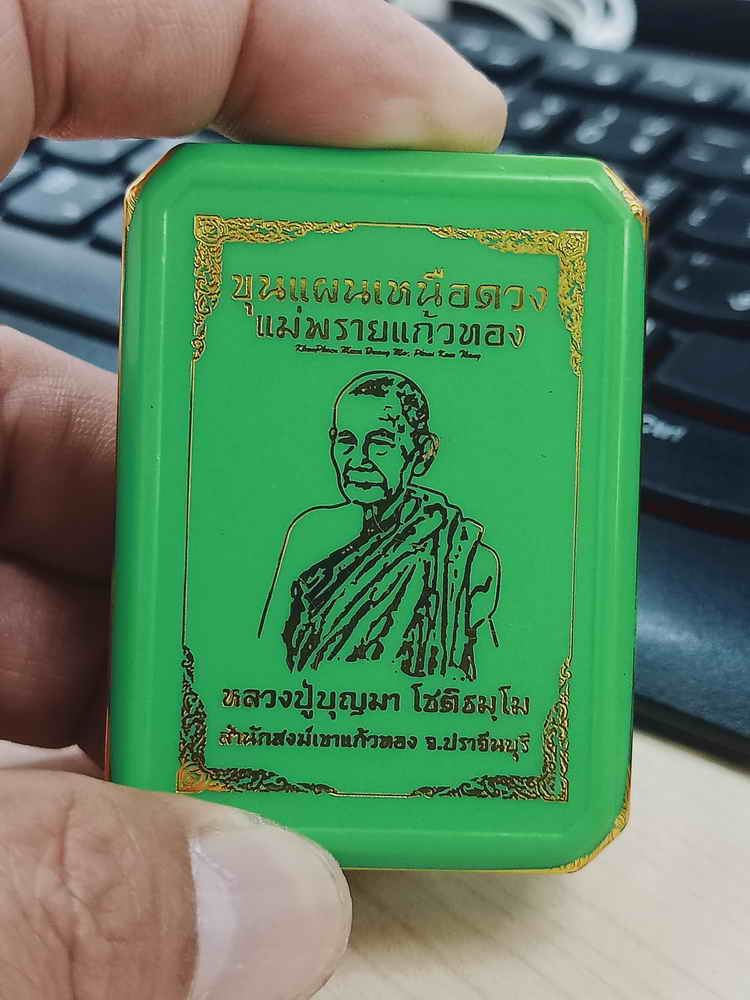 ขุนแผนเหนือดวง
แม่พรายแก้วทอง
หลวงปู่บุญมา โชติธมฺโม
สำนักสงฆ์เขาแก้วทอง จ.ปราจีนบุรี
Ctrl